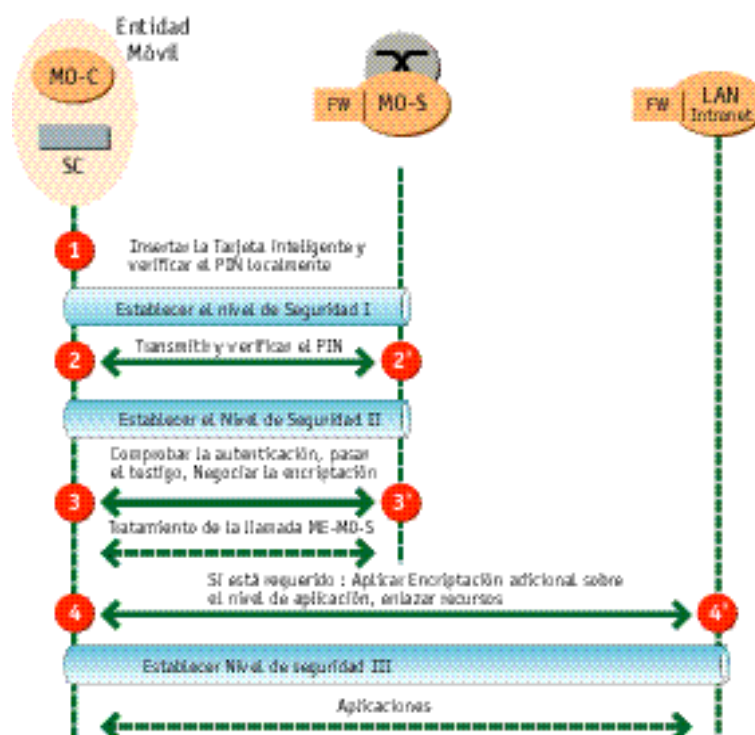 Entidad
Móvil
MO-C
SC
FW
MO-S
FW
LAN
Intranet
1
Insertar la Tarjeta inteligente y
verificar el PIN localmente
Establecer el nivel de Seguridad I
2
Transmitir y verificar el PIN
2'
Establecer el Nivel de Seguridad II
Comprobar la autenticación, pasar
el testigo, Negociar la encriptación
3
3'
Tratamiento de la llamada ME-MO-S
Si está requerido : Aplicar Encriptación adicional sobre
el nivel de aplicación, enlazar recursos
4
4'
Establecer Nivel de seguridad III
Aplicaciones